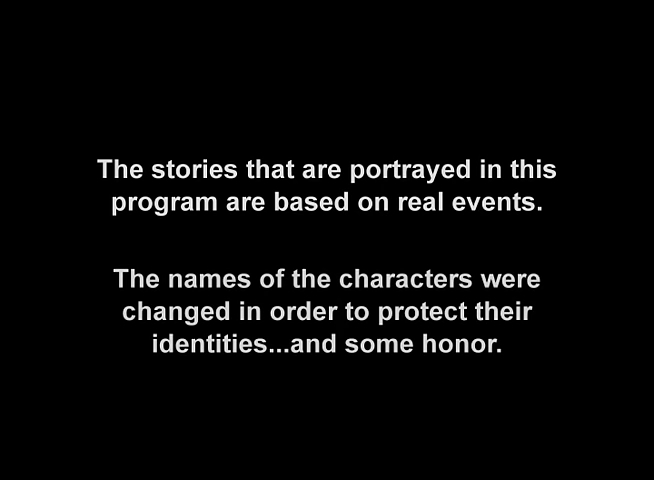 The stories that are portrayed in this
program are based on real events.
The names of the characters were
changed in order to protect their
identities...and some honor.